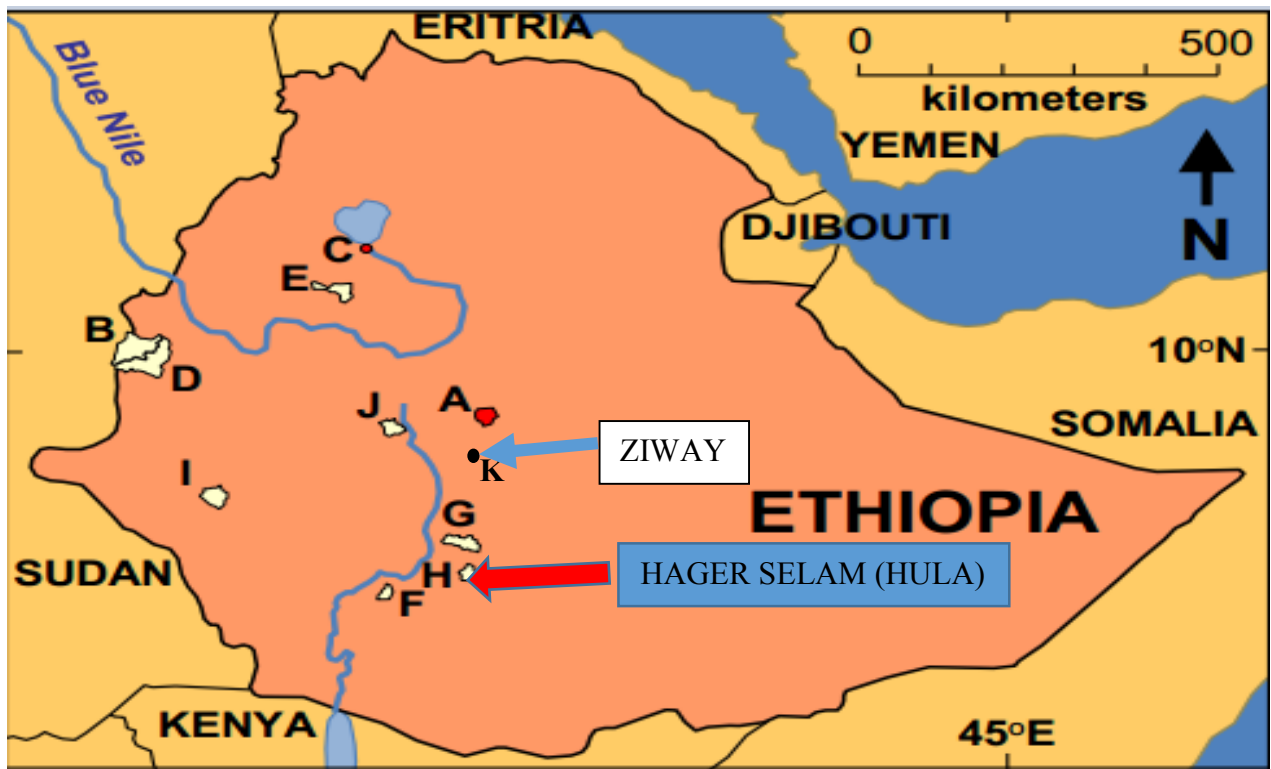 ERITRIA
0 500
kilometers
Blue Nile
YEMEN
N
DJIBOUTI
C
E
B
D
10°N
A
J
SOMALIA
ZIWAY
K
I
ETHIOPIA
G
SUDAN
H
HAGER SELAM (HULA)
F
KENYA
45°E